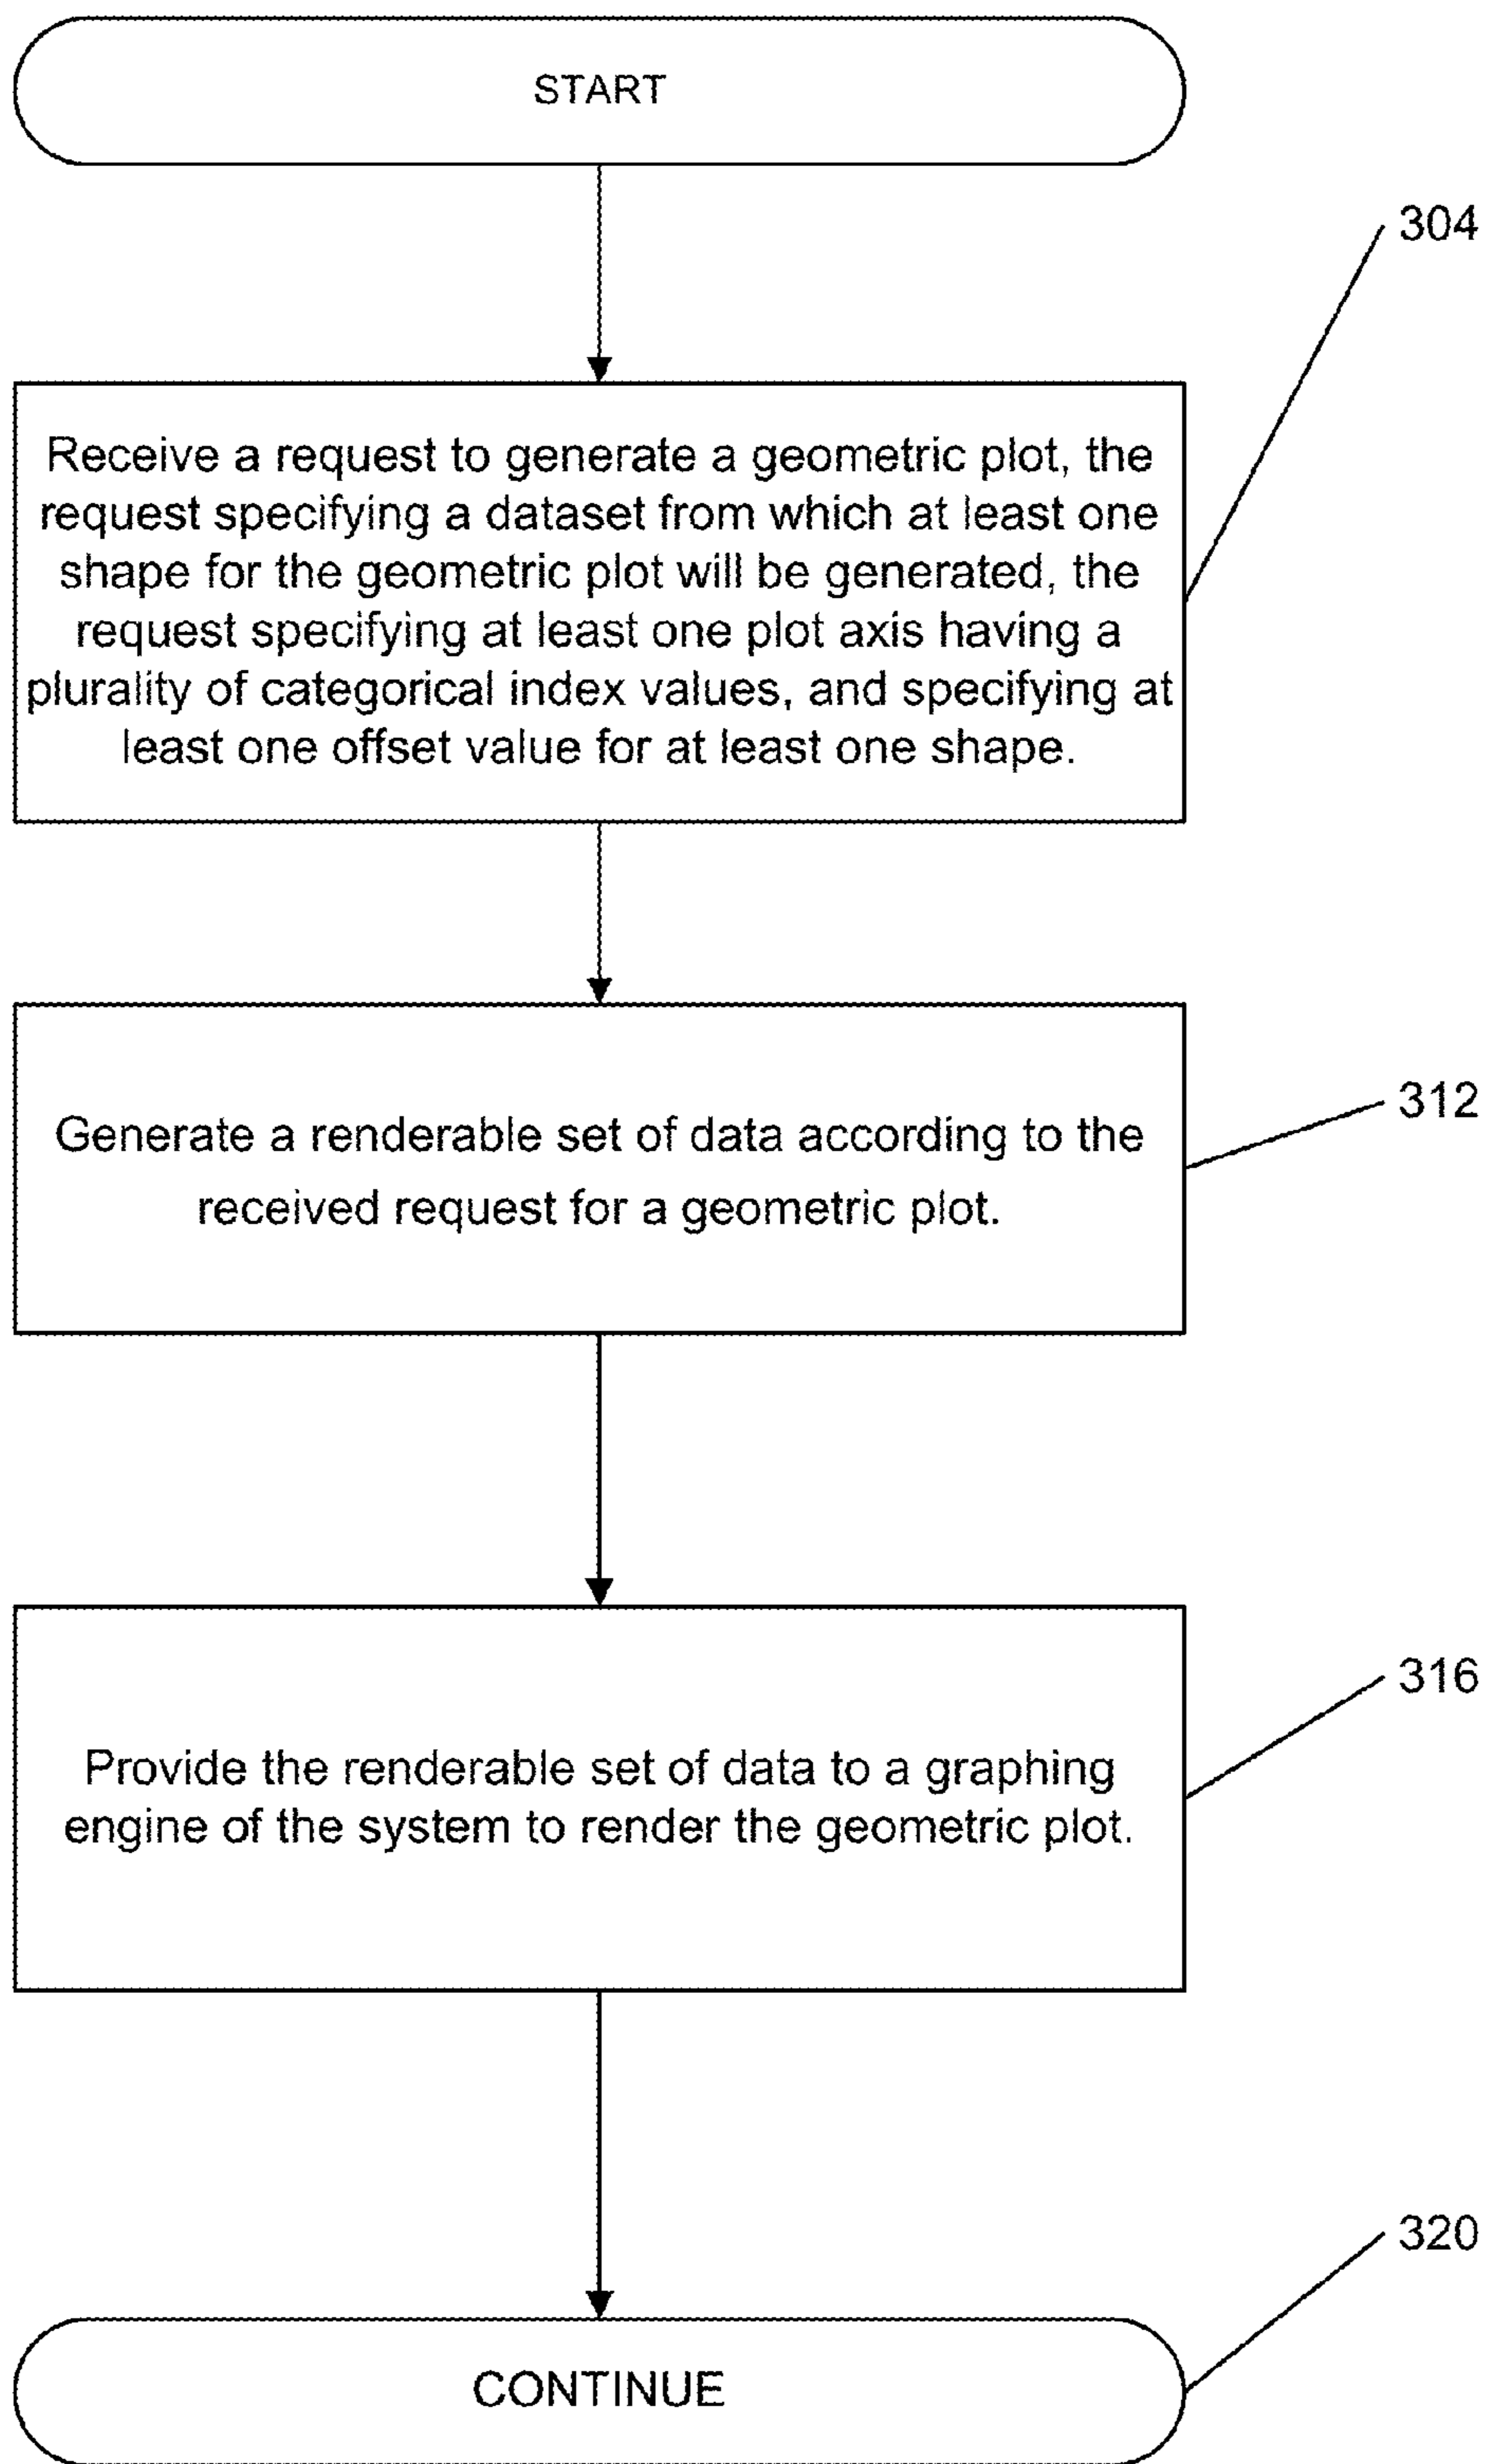 START
304
Receive a request to generate a geometric plot, the
request specifying a dataset from which at least one
shape for the geometric plot will be generated, the
request specifying at least one plot axis having a
plurality of categorical index values, and specifying at
least one offset value for at least one shape.
312
Generate a renderable set of data according to the
received request for a geometric plot.
316
Provide the renderable set of data to a graphing
engine of the system to render the geometric plot.
320
CONTINUE